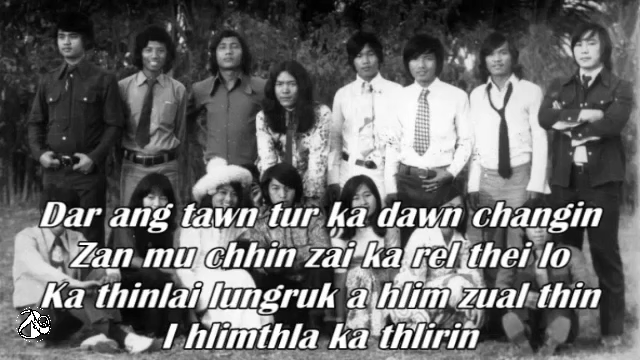 Dar ang tawn tur ka dawn changin
Zan mu chhin zai ka rel thei lo
Ka thinlai lungruk a hlim zual thin
I hlimthla ka thlirin